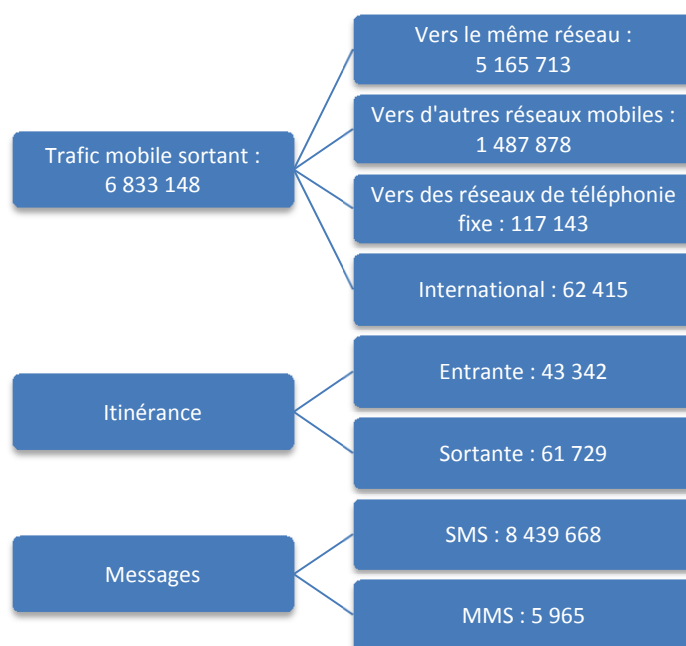 Trafic mobile sortant :
6 833 148
Vers le même réseau :
5 165 713
Vers d'autres réseaux mobiles :
1 487 878
Vers des réseaux de téléphonie
fixe : 117 143
International : 62 415
Itinérance
Entrante : 43 342
Sortante : 61 729
Messages
SMS : 8 439 668
MMS : 5 965